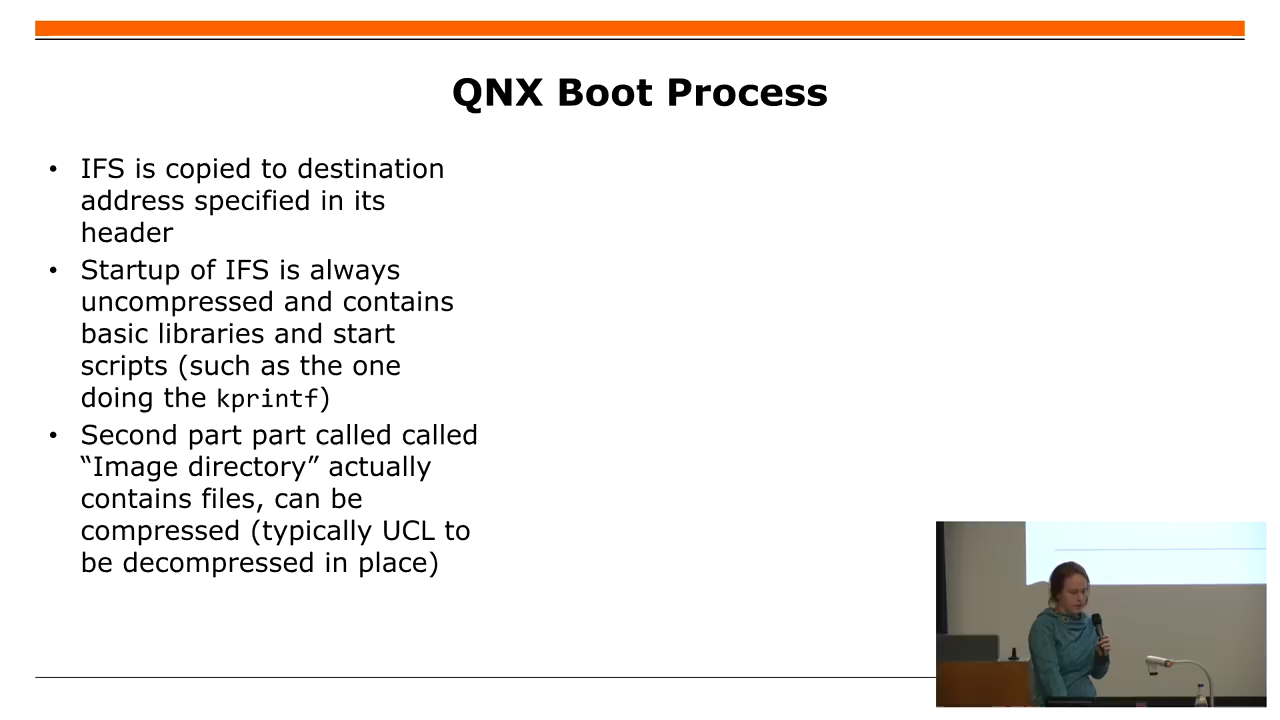 QNX Boot Process
• IFS is copied to destination
address specified in its
header
• Startup of IFS is always
uncompressed and contains
basic libraries and start
scripts (such as the one
doing the kprintf)
• Second part part called called
“Image directory” actually
contains files, can be
compressed (typically UCL to
be decompressed in place)